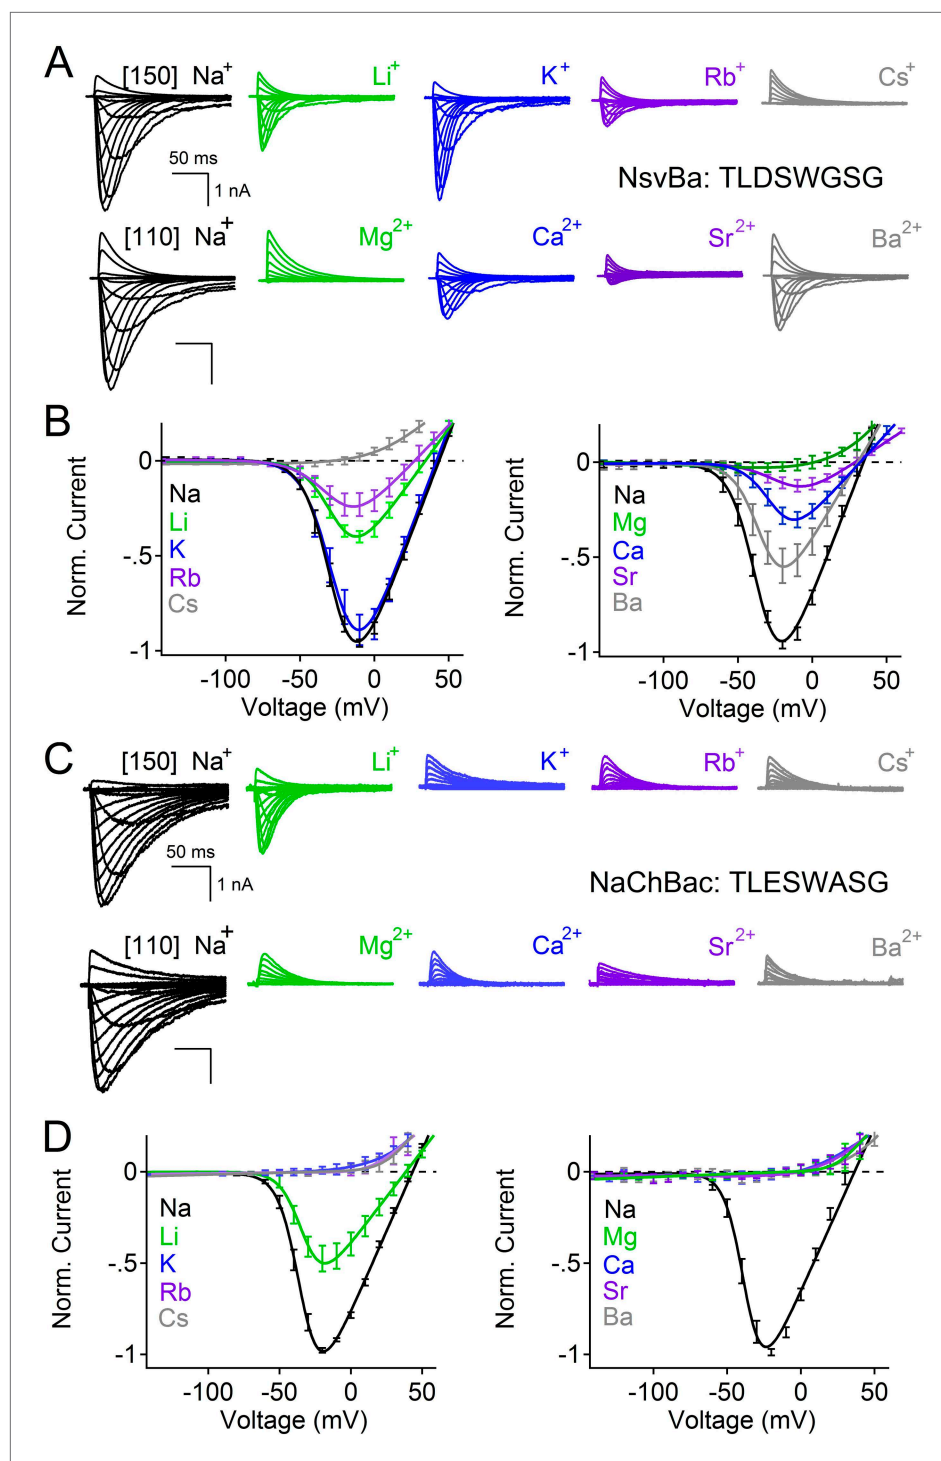 A
[150] Na+ Li+ K+ Rb+ Cs+
50 ms
1 nA
NsvBa: TLDSWGSG
[110] Na+ Mg2+ Ca2+ Sr2+ Ba2+
B
Norm. Current
0
-.5
-1
Na
Li
K
Rb
Cs
-100 -50 0 50
Voltage (mV)
Norm. Current
0
-.5
-1
Na
Mg
Ca
Sr
Ba
-100 -50 0 50
Voltage (mV)
C
[150] Na+ Li+ K+ Rb+ Cs+
50 ms
1 nA
NaChBac: TLESWASG
[110] Na+ Mg2+ Ca2+ Sr2+ Ba2+
D
Norm. Current
0
-.5
-1
Na
Li
K
Rb
Cs
-100 -50 0 50
Voltage (mV)
Norm. Current
0
-.5
-1
Na
Mg
Ca
Sr
Ba
-100 -50 0 50
Voltage (mV)